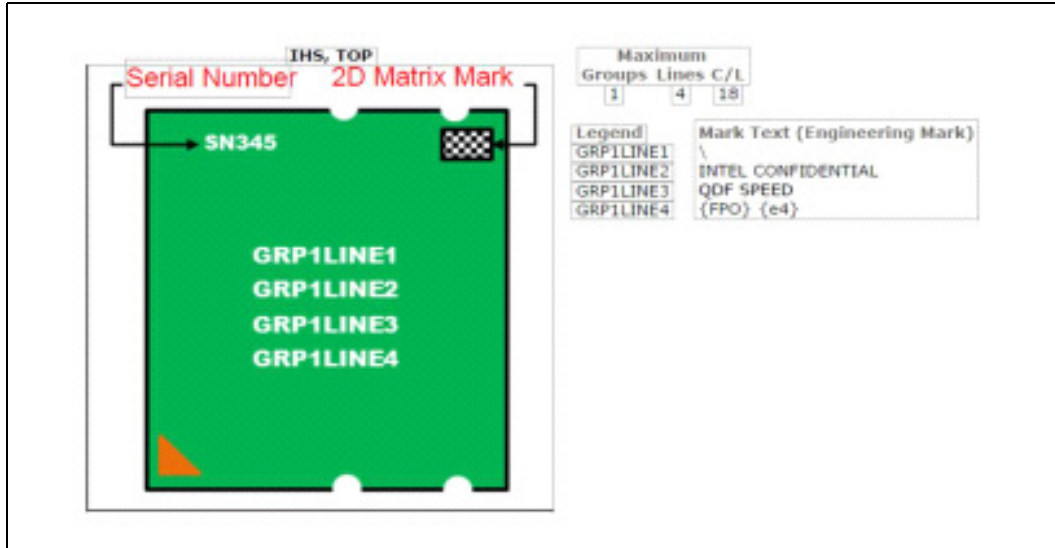 IHS, TOP
Serial Number 2D Matrix Mark
SN345
GRP1LINE1
GRP1LINE2
GRP1LINE3
GRP1LINE4
Maximum
Groups Lines C/L
1 4 18
Legend Mark Text (Engineering Mark)
GRP1LINE1 \
GRP1LINE2 INTEL CONFIDENTIAL
GRP1LINE3 QDF SPEED
GRP1LINE4 {FPO} {e4}